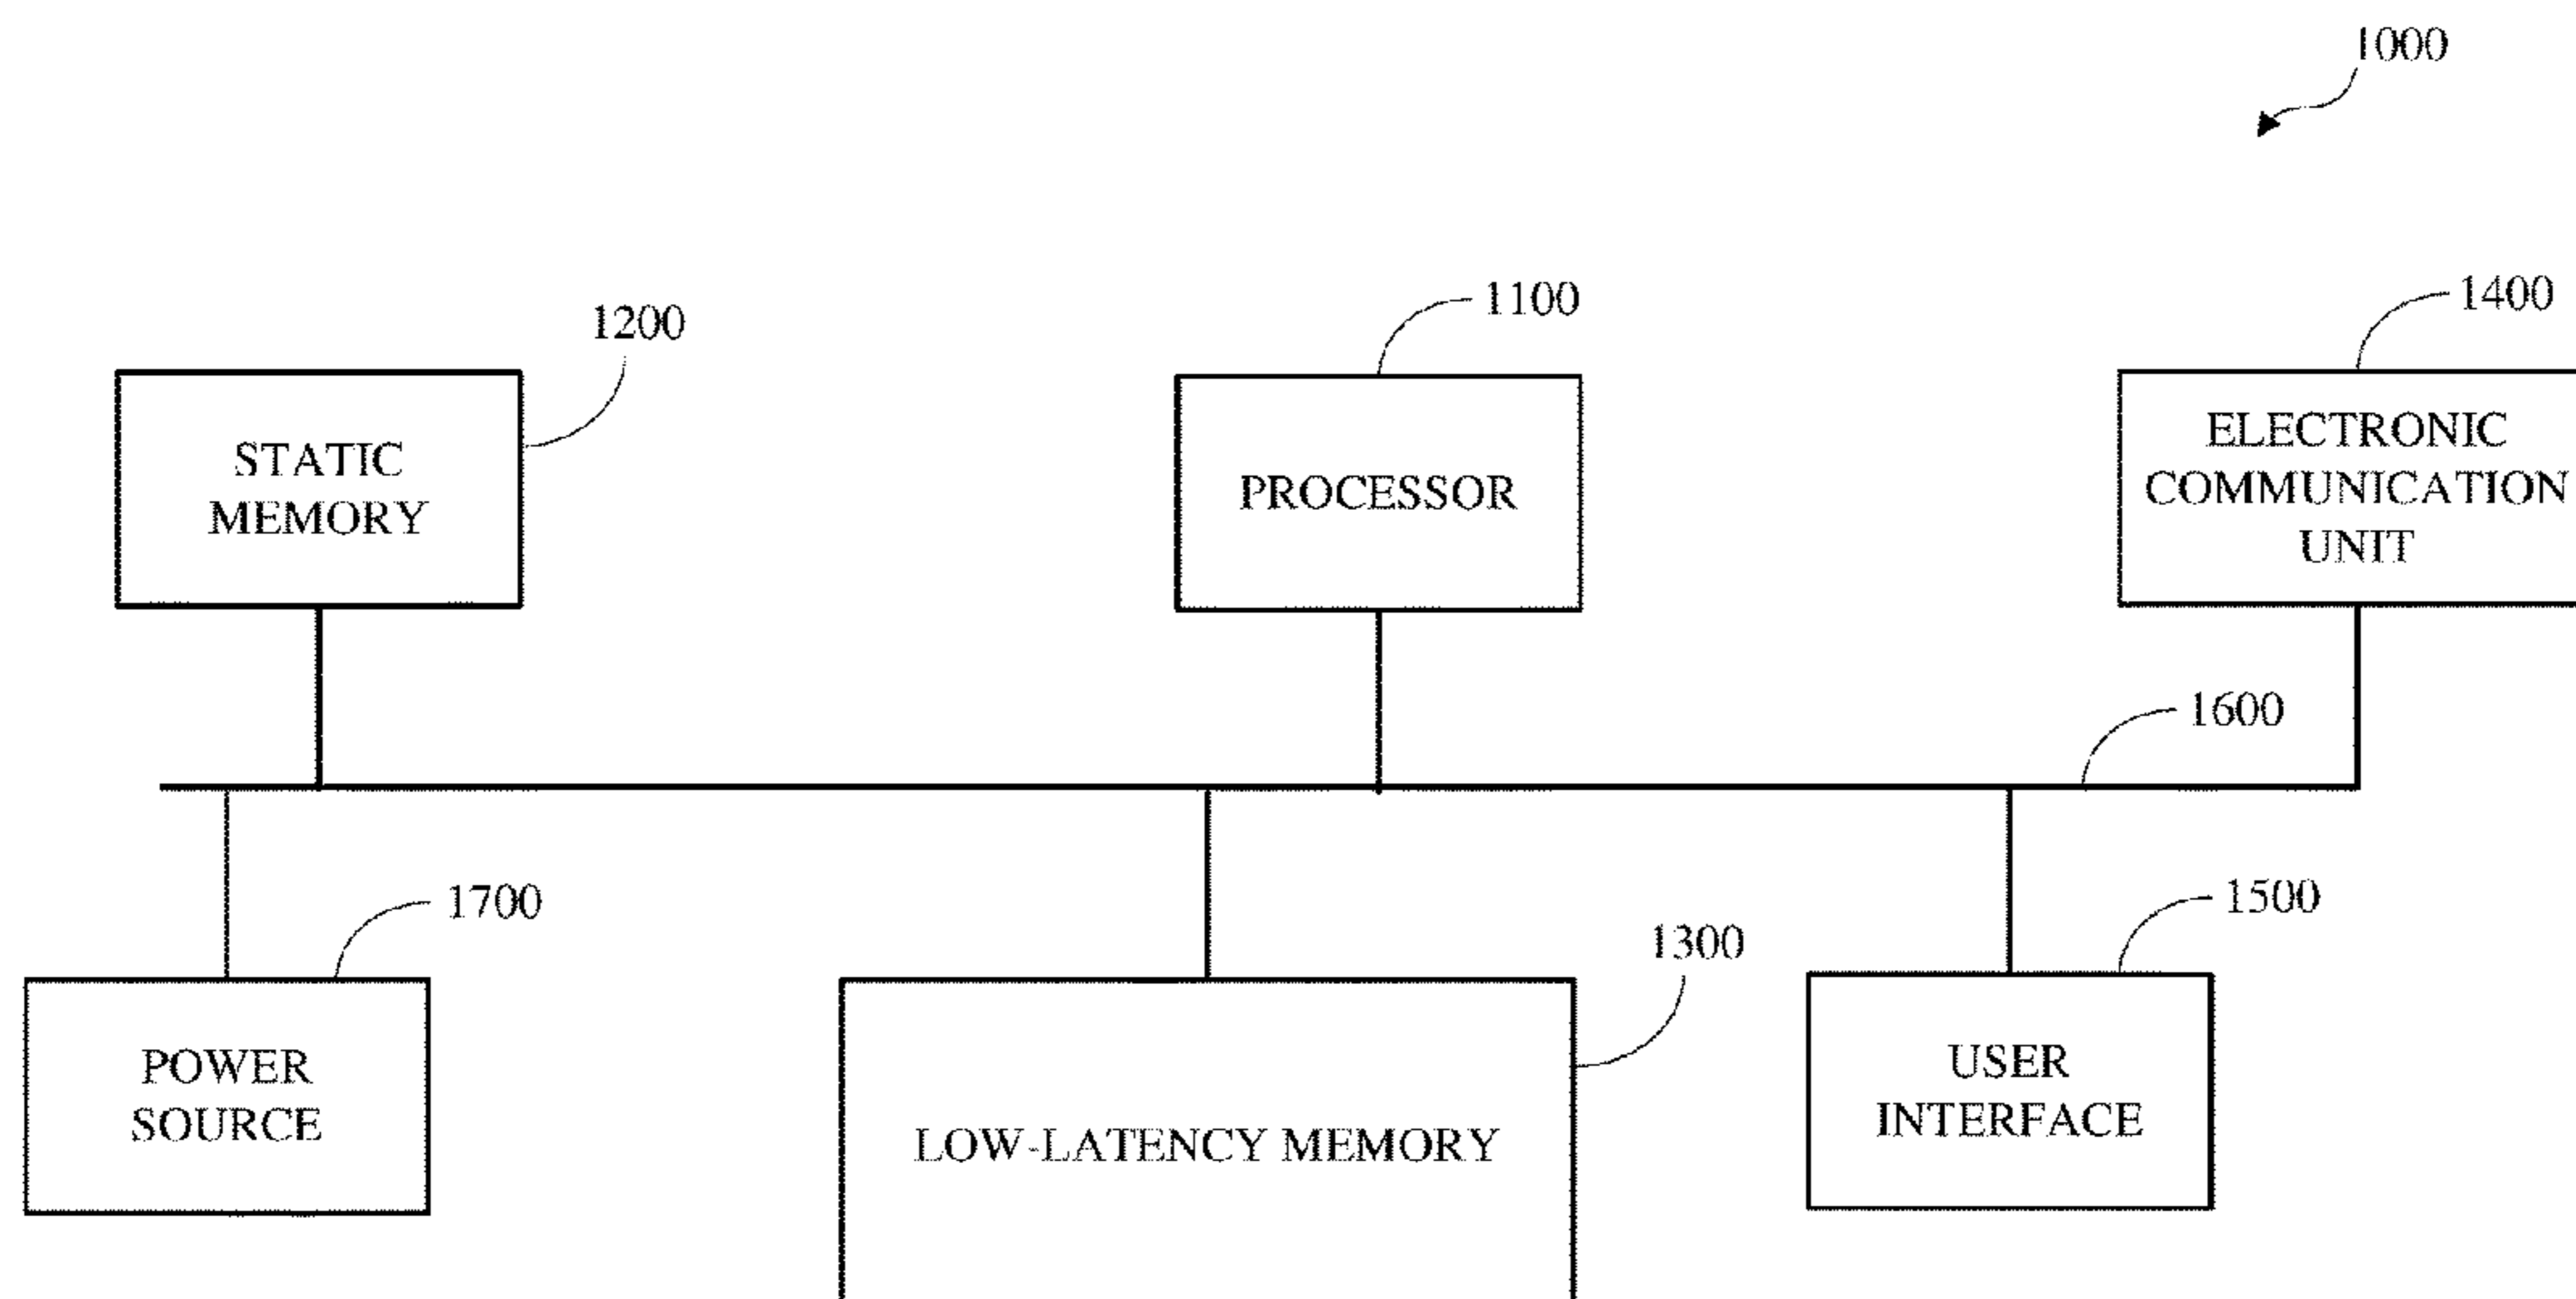 1000
1200
1100
1400
STATIC
MEMORY
PROCESSOR
ELECTRONIC
COMMUNICATION
UNIT
1600
1700
1300
1500
POWER
SOURCE
LOW-LATENCY MEMORY
USER
INTERFACE